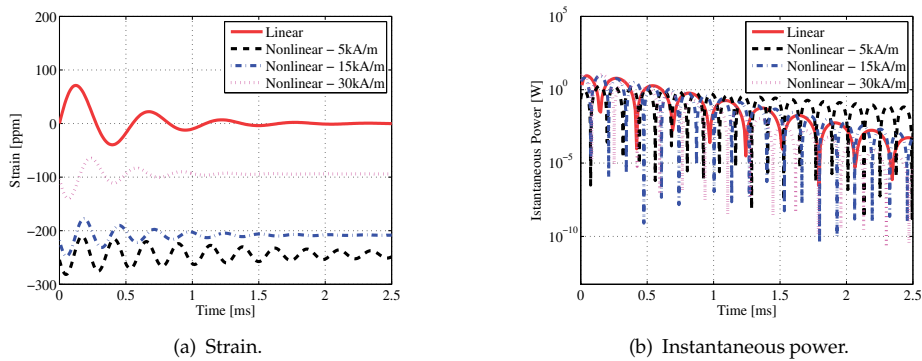 200
100
0
−100
−200
−300
0
0.5
1
1.5
2
2.5
Time [ms]
Strain [ppm]
Linear
Nonlinear − 5kA/m
Nonlinear − 15kA/m
Nonlinear − 30kA/m
(a) Strain.
10^5
10^0
10^−5
10^−10
0
0.5
1
1.5
2
2.5
Time [ms]
Istantaneous Power [W]
Linear
Nonlinear − 5kA/m
Nonlinear − 15kA/m
Nonlinear − 30kA/m
(b) Instantaneous power.